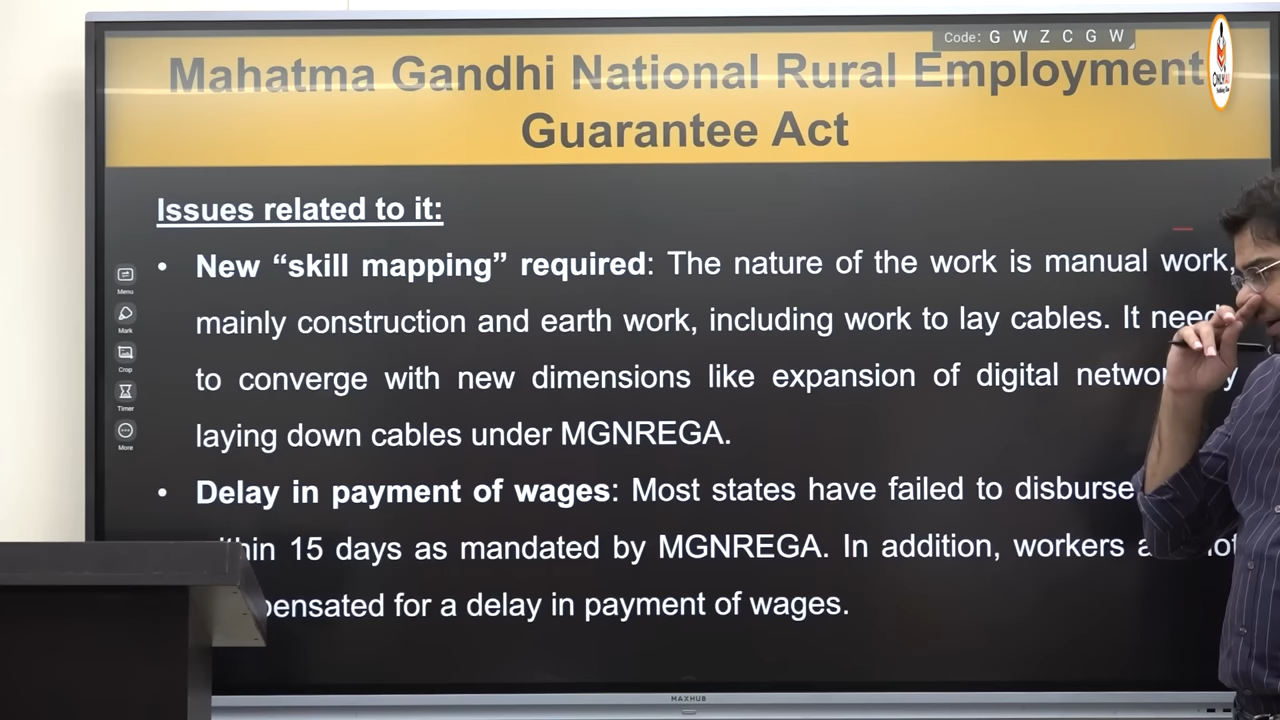 Code: G W Z C G W
Mahatma Gandhi National Rural Employment
Guarantee Act
ONLY IAS
Issues related to it:
• New “skill mapping” required: The nature of the work is manual work,
mainly construction and earth work, including work to lay cables. It
to converge with new dimensions like expansion of digital
laying down cables under MGNREGA.
• Delay in payment of wages: Most states have failed to disburse
15 days as mandated by MGNREGA. In addition, workers
for a delay in payment of wages.
Menu
Mark
Crop
Timer
More
MAXHUB